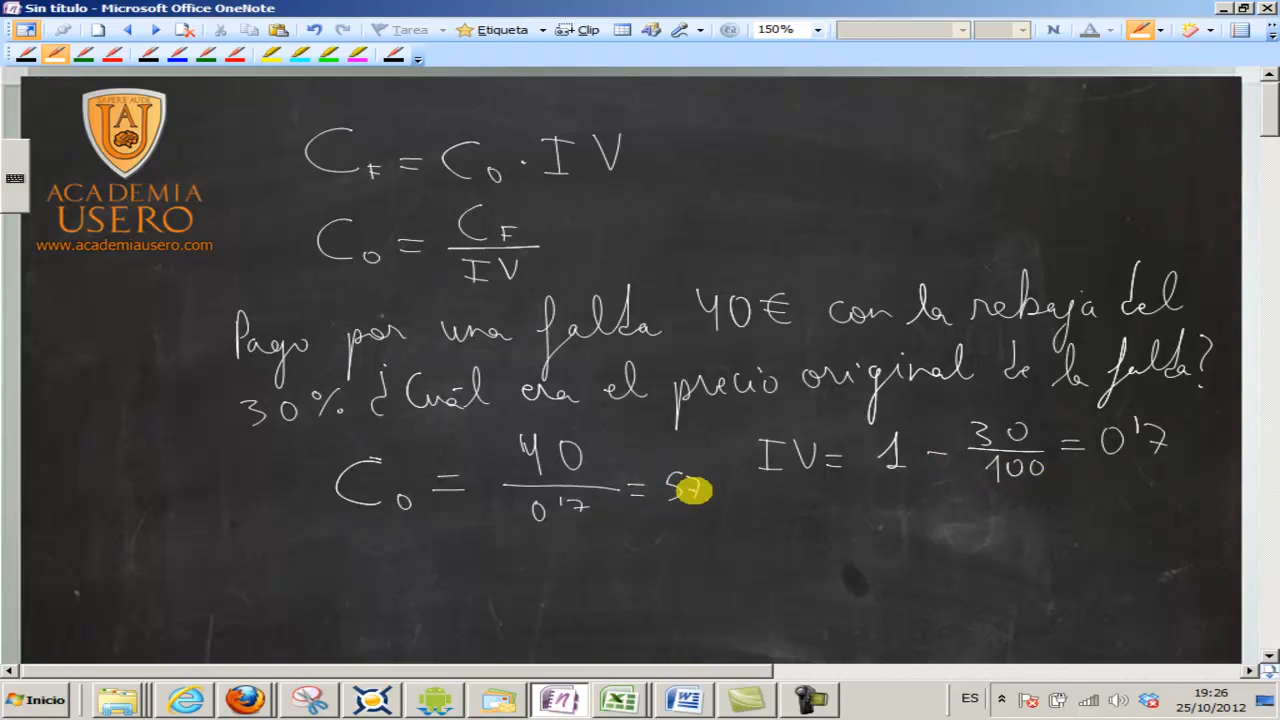 Sin título - Microsoft Office OneNote
Tarea Etiqueta Clip 150% N A
SAPERE AUDE
UA
ACADEMIA
USERO
www.academiausero.com
C_F = C_0 · IV
C_0 = C_F / IV
Pago por una falda 40€ con la rebaja del
30% ¿Cuál era el precio original de la falda?
IV = 1 - 30/100 = 0'7
C_0 = 40 / 0'7 = 57
Inicio
ES
19:26
25/10/2012